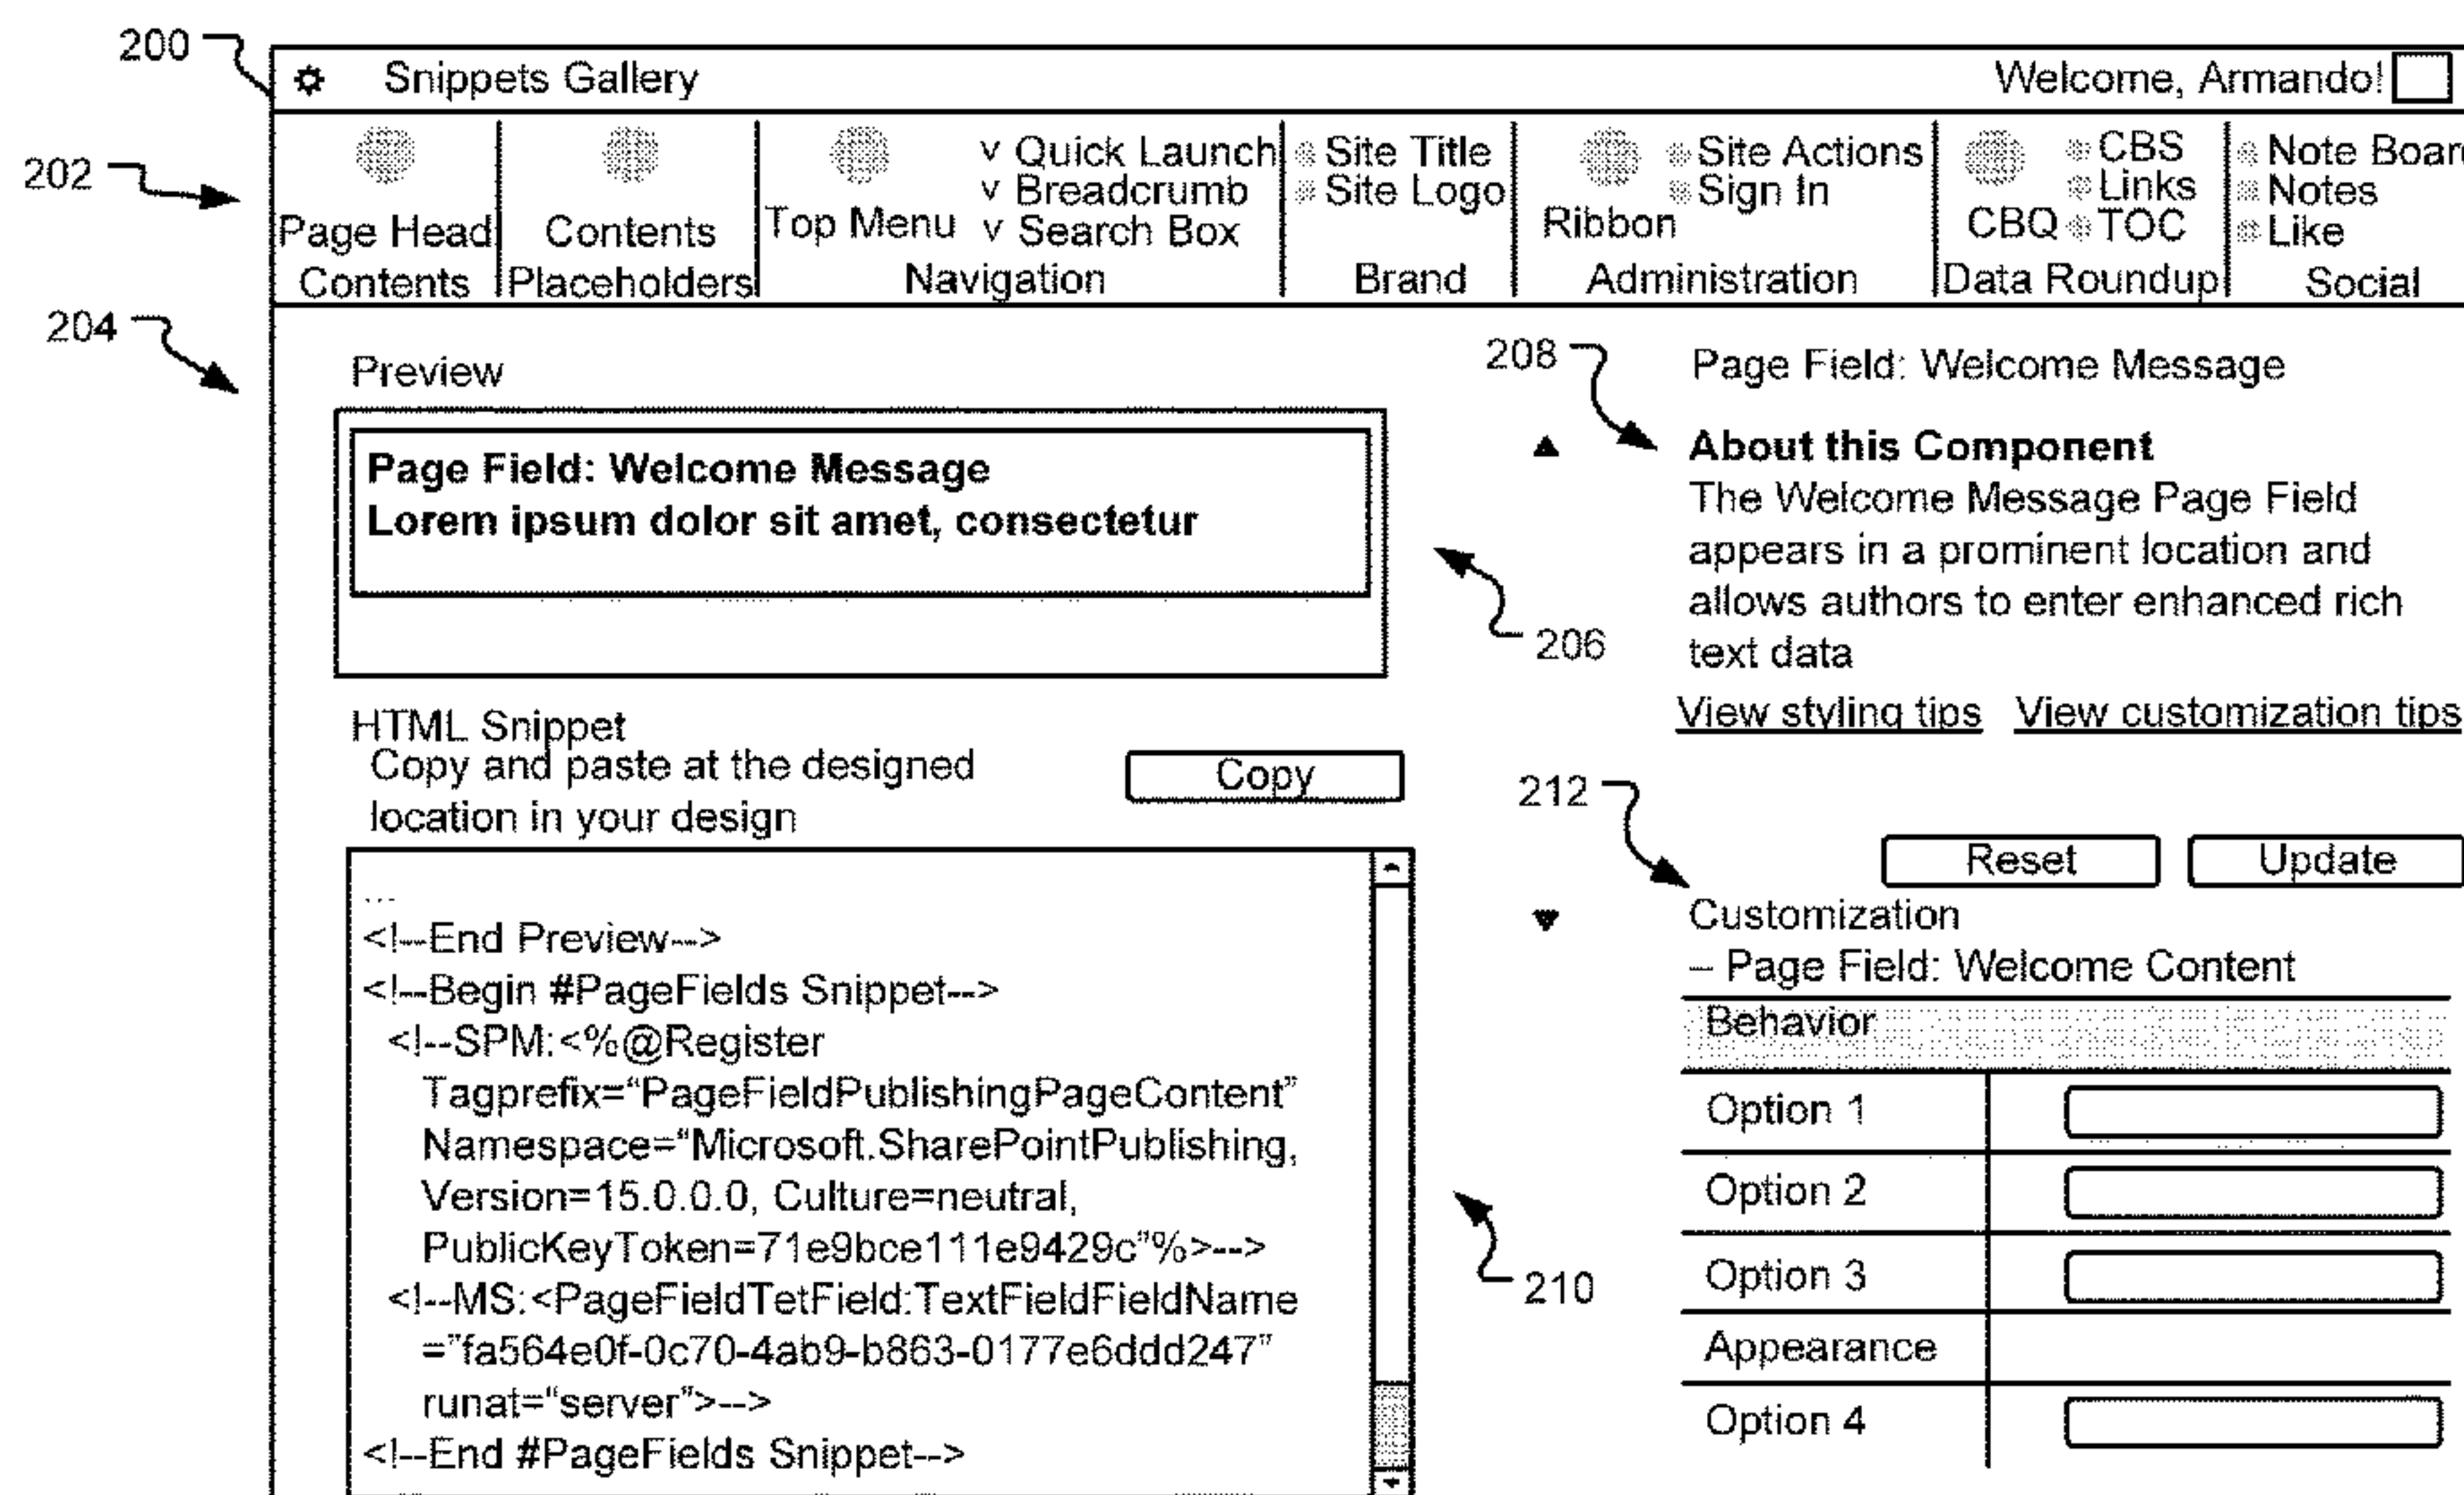 200
Snippets Gallery
Welcome, Armando!
202
Page Head
Contents
Contents
Placeholders
Top Menu
v Quick Launch
v Breadcrumb
v Search Box
Navigation
Site Title
Site Logo
Brand
Ribbon
Site Actions
Sign In
Administration
CBQ
CBS
Links
TOC
Data Roundup
Note Boar
Notes
Like
Social
204
Preview
Page Field: Welcome Message
Lorem ipsum dolor sit amet, consectetur
206
208
Page Field: Welcome Message
About this Component
The Welcome Message Page Field
appears in a prominent location and
allows authors to enter enhanced rich
text data
View styling tips View customization tips
HTML Snippet
Copy and paste at the designed
location in your design
Copy
...
<!--End Preview-->
<!--Begin #PageFields Snippet-->
<!--SPM:<%@Register
Tagprefix="PageFieldPublishingPageContent"
Namespace="Microsoft.SharePointPublishing,
Version=15.0.0.0, Culture=neutral,
PublicKeyToken=71e9bce111e9429c"%>-->
<!--MS:<PageFieldTetField:TextFieldFieldName
="fa564e0f-0c70-4ab9-b863-0177e6ddd247"
runat="server">-->
<!--End #PageFields Snippet-->
210
212
Reset
Update
Customization
– Page Field: Welcome Content
Behavior
Option 1
Option 2
Option 3
Appearance
Option 4